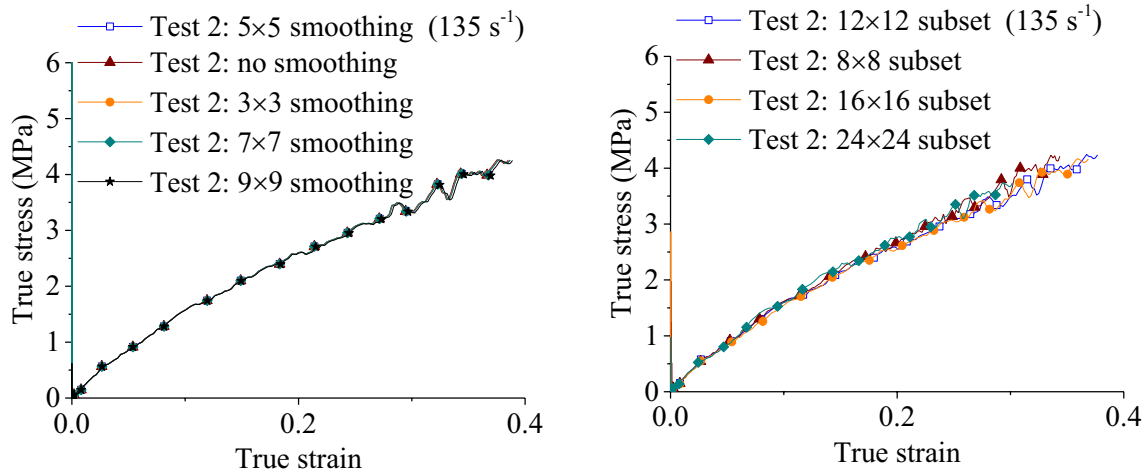 Test 2: 5×5 smoothing (135 s⁻¹)
Test 2: no smoothing
Test 2: 3×3 smoothing
Test 2: 7×7 smoothing
Test 2: 9×9 smoothing
True stress (MPa)
6
5
4
3
2
1
0
0.0 0.2 0.4
True strain
Test 2: 12×12 subset (135 s⁻¹)
Test 2: 8×8 subset
Test 2: 16×16 subset
Test 2: 24×24 subset
True stress (MPa)
6
5
4
3
2
1
0
0.0 0.2 0.4
True strain